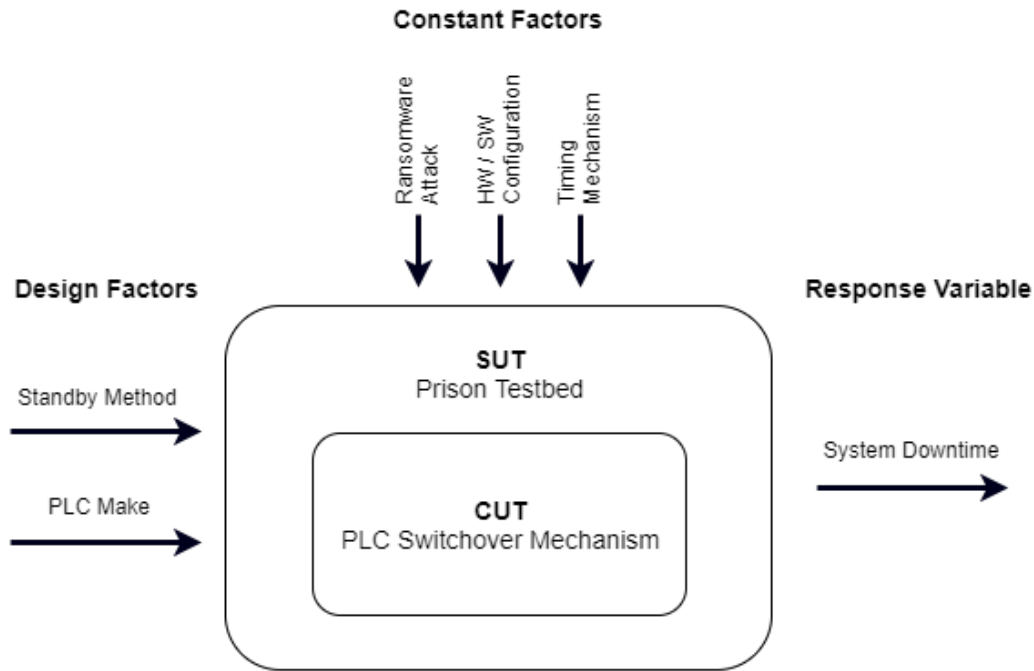 Constant Factors
Ransomware
Attack
HW / SW
Configuration
Timing
Mechanism
Design Factors
Response Variable
SUT
Prison Testbed
Standby Method
System Downtime
PLC Make
CUT
PLC Switchover Mechanism